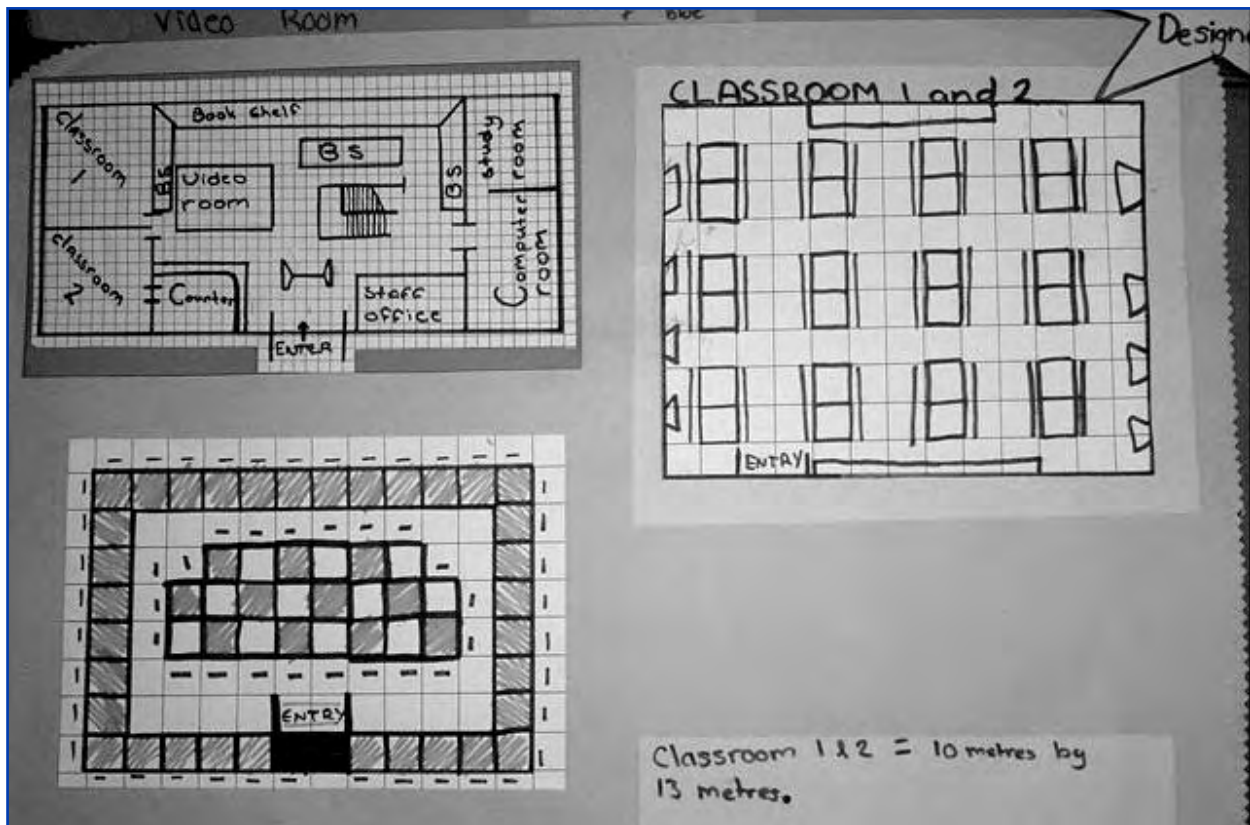 Video Room
blue
Design
CLASSROOM 1 and 2
Book Shelf
Classroom
1
BS
Video
room
BS
BS
study
room
Classroom
2
Counter
ENTER
Staff
office
Computer
room
ENTRY
ENTRY
Classroom 1 & 2 = 10 metres by
13 metres.